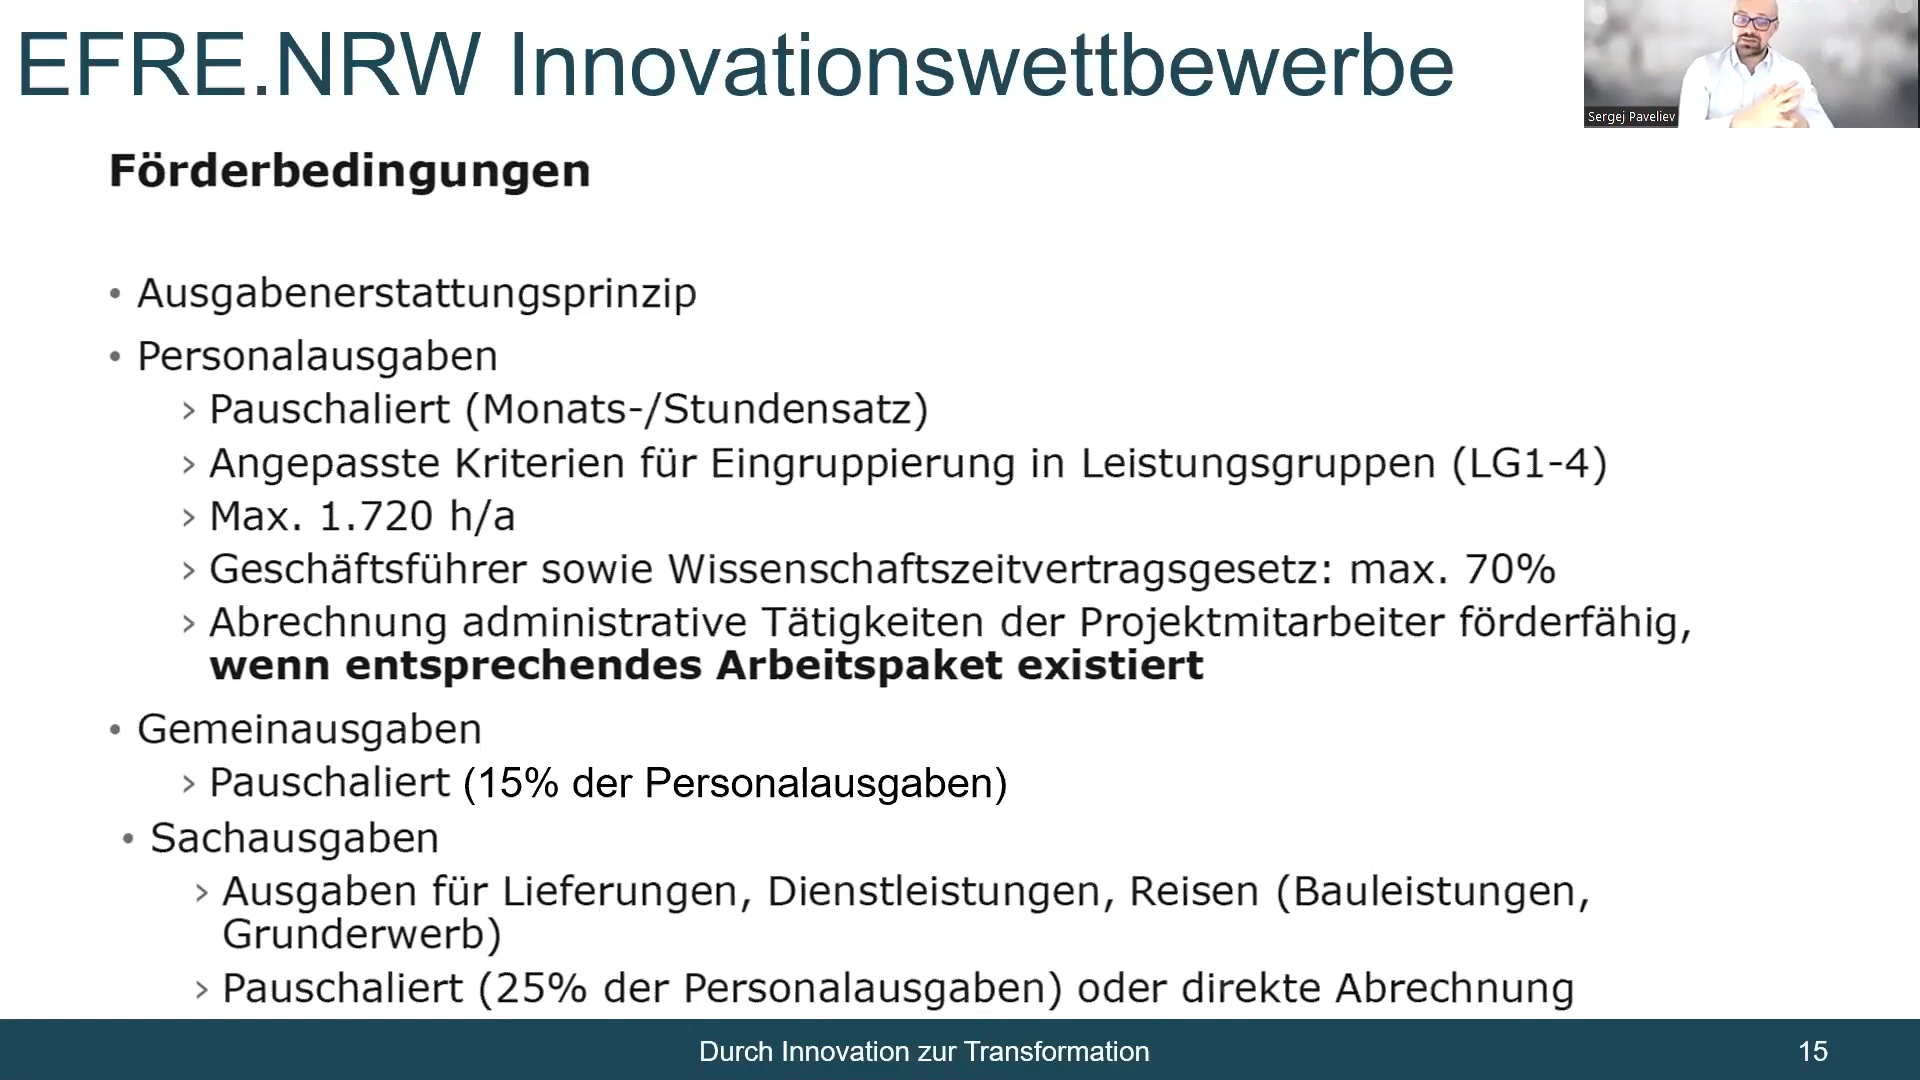 EFRE.NRW Innovationswettbewerbe
Sergej Paveliev
Förderbedingungen
• Ausgabenerstattungsprinzip
• Personalausgaben
› Pauschaliert (Monats-/Stundensatz)
› Angepasste Kriterien für Eingruppierung in Leistungsgruppen (LG1-4)
› Max. 1.720 h/a
› Geschäftsführer sowie Wissenschaftszeitvertragsgesetz: max. 70%
› Abrechnung administrative Tätigkeiten der Projektmitarbeiter förderfähig,
wenn entsprechendes Arbeitspaket existiert
• Gemeinausgaben
› Pauschaliert (15% der Personalausgaben)
• Sachausgaben
› Ausgaben für Lieferungen, Dienstleistungen, Reisen (Bauleistungen,
Grunderwerb)
› Pauschaliert (25% der Personalausgaben) oder direkte Abrechnung
Durch Innovation zur Transformation
15